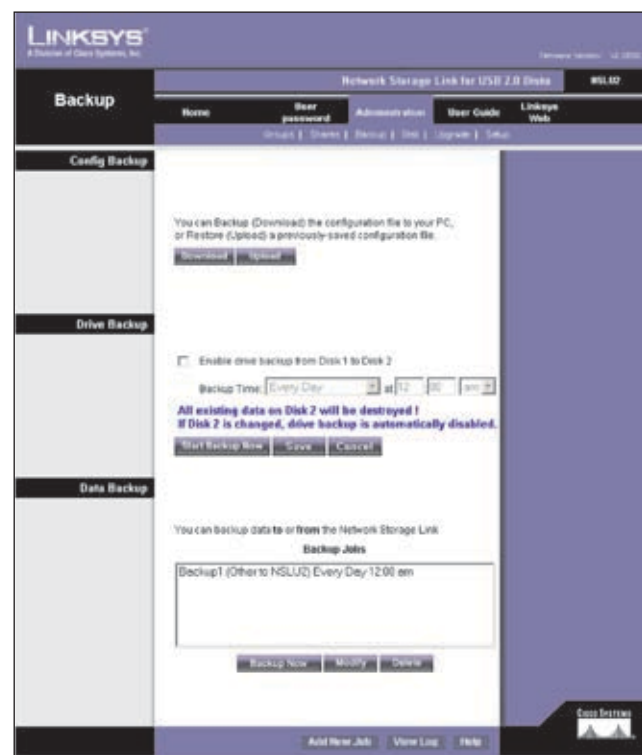 LINKSYS®
A Division of Cisco Systems, Inc.
Network Storage Link for USB 2.0 Disks NSLU2
Backup
Home User password Administration User Guide Linksys Web
Groups | Shares | Backup | Disk | Upgrade | Setup
Config Backup
You can Backup (Download) the configuration file to your PC,
or Restore (Upload) a previously-saved configuration file.
Download Upload
Drive Backup
Enable drive backup from Disk 1 to Disk 2
Backup Time: Every Day at 12 : 00 am
All existing data on Disk 2 will be destroyed !
If Disk 2 is changed, drive backup is automatically disabled.
Start Backup Now Save Cancel
Data Backup
You can backup data to or from the Network Storage Link
Backup Jobs
Backup1 (Other to NSLU2) Every Day 12:00 am
Backup Now Modify Delete
CISCO SYSTEMS
Add New Job View Log Help